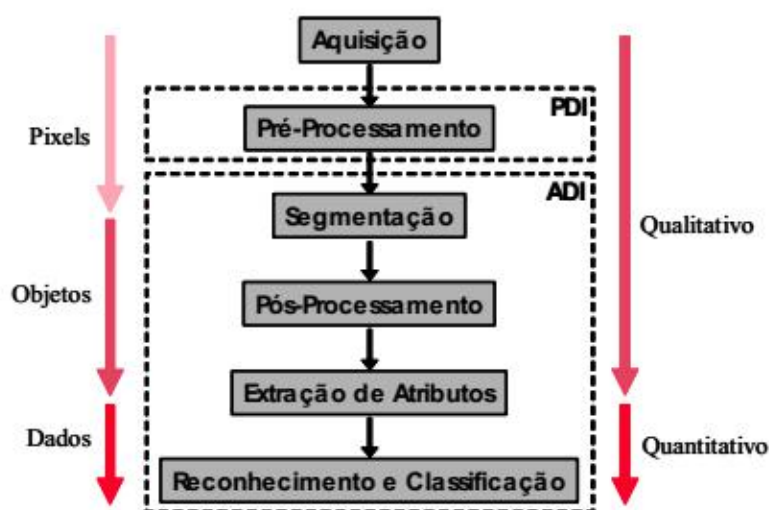 Aquisição
PDI
Pré-Processamento
Pixels
ADI
Segmentação
Qualitativo
Objetos
Pós-Processamento
Extração de Atributos
Dados
Quantitativo
Reconhecimento e Classificação